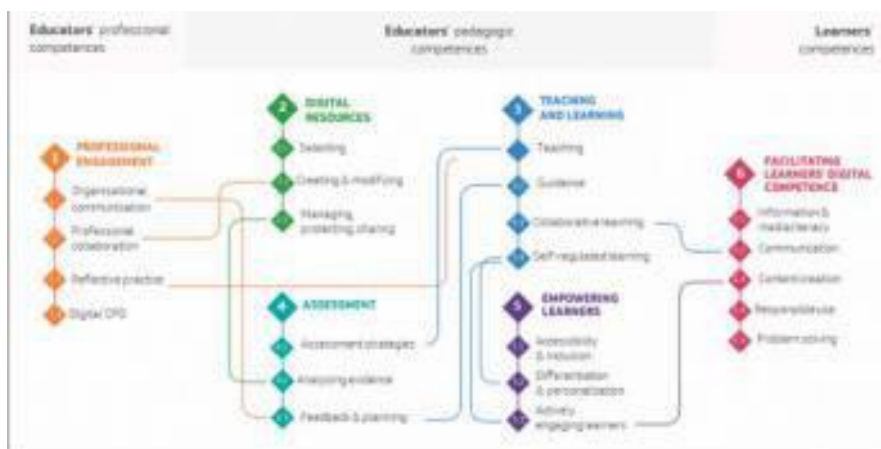 Educators' professional
competences
Educators' pedagogic
competences
Learners'
competences
1 PROFESSIONAL
ENGAGEMENT
Organisational
communication
Professional
collaboration
Reflective practice
Digital CPD
2 DIGITAL
RESOURCES
Selecting
Creating & modifying
Managing,
protecting, sharing
3 TEACHING
AND LEARNING
Teaching
Guidance
Collaborative learning
Self-regulated learning
4 ASSESSMENT
Assessment strategies
Analysing evidence
Feedback & planning
5 EMPOWERING
LEARNERS
Accessibility
& inclusion
Differentiation
& personalisation
Actively
engaging learners
6 FACILITATING
LEARNERS' DIGITAL
COMPETENCE
Information &
media literacy
Communication
Content creation
Responsible use
Problem solving